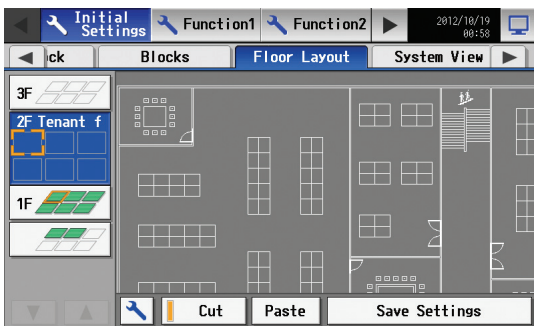 Initial
Settings
Function1
Function2
2012/10/19
00:58
ck
Blocks
Floor Layout
System View
3F
2F Tenant f
1F
Cut
Paste
Save Settings